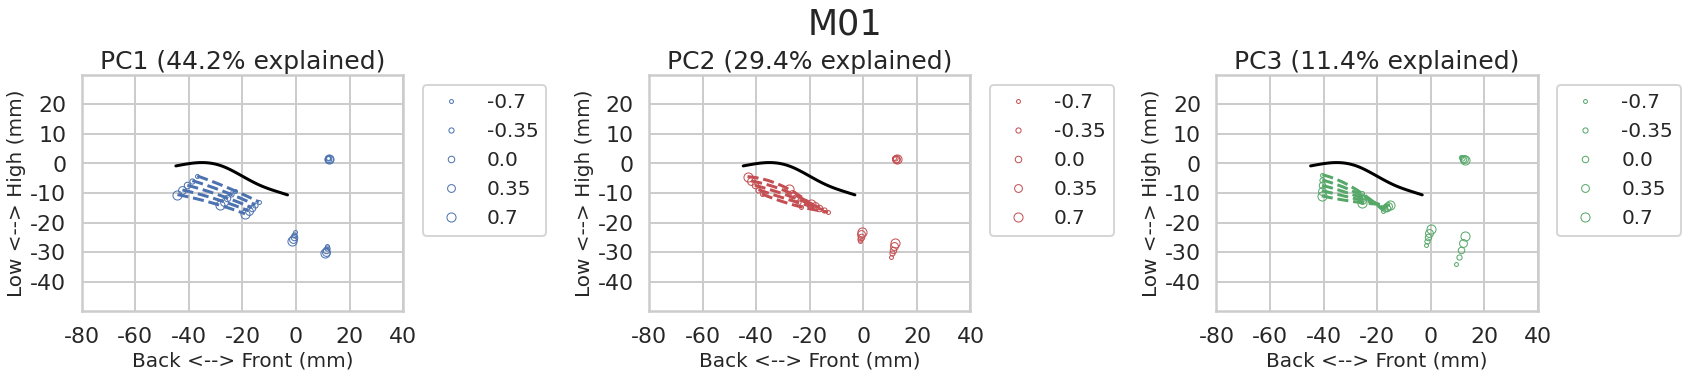 M01
PC1 (44.2% explained)
Low <--> High (mm)
20
10
0
-10
-20
-30
-40
-80 -60 -40 -20 0 20 40
Back <--> Front (mm)
-0.7
-0.35
0.0
0.35
0.7
PC2 (29.4% explained)
Low <--> High (mm)
20
10
0
-10
-20
-30
-40
-80 -60 -40 -20 0 20 40
Back <--> Front (mm)
-0.7
-0.35
0.0
0.35
0.7
PC3 (11.4% explained)
Low <--> High (mm)
20
10
0
-10
-20
-30
-40
-80 -60 -40 -20 0 20 40
Back <--> Front (mm)
-0.7
-0.35
0.0
0.35
0.7